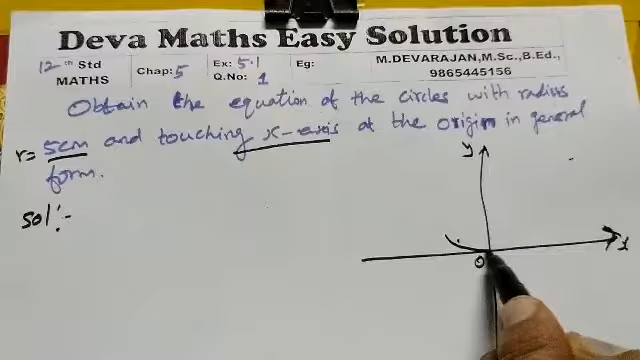 Deva Maths Easy Solution
12th Std MATHS
Chap: 5
Ex: 5.1
Q.No: 1
Eg:
M.DEVARAJAN,M.Sc.,B.Ed.,
9865445156
Obtain the equation of the circles with radius
r= 5cm and touching x-axis at the origin in general
form.
Sol:-
y
x
O